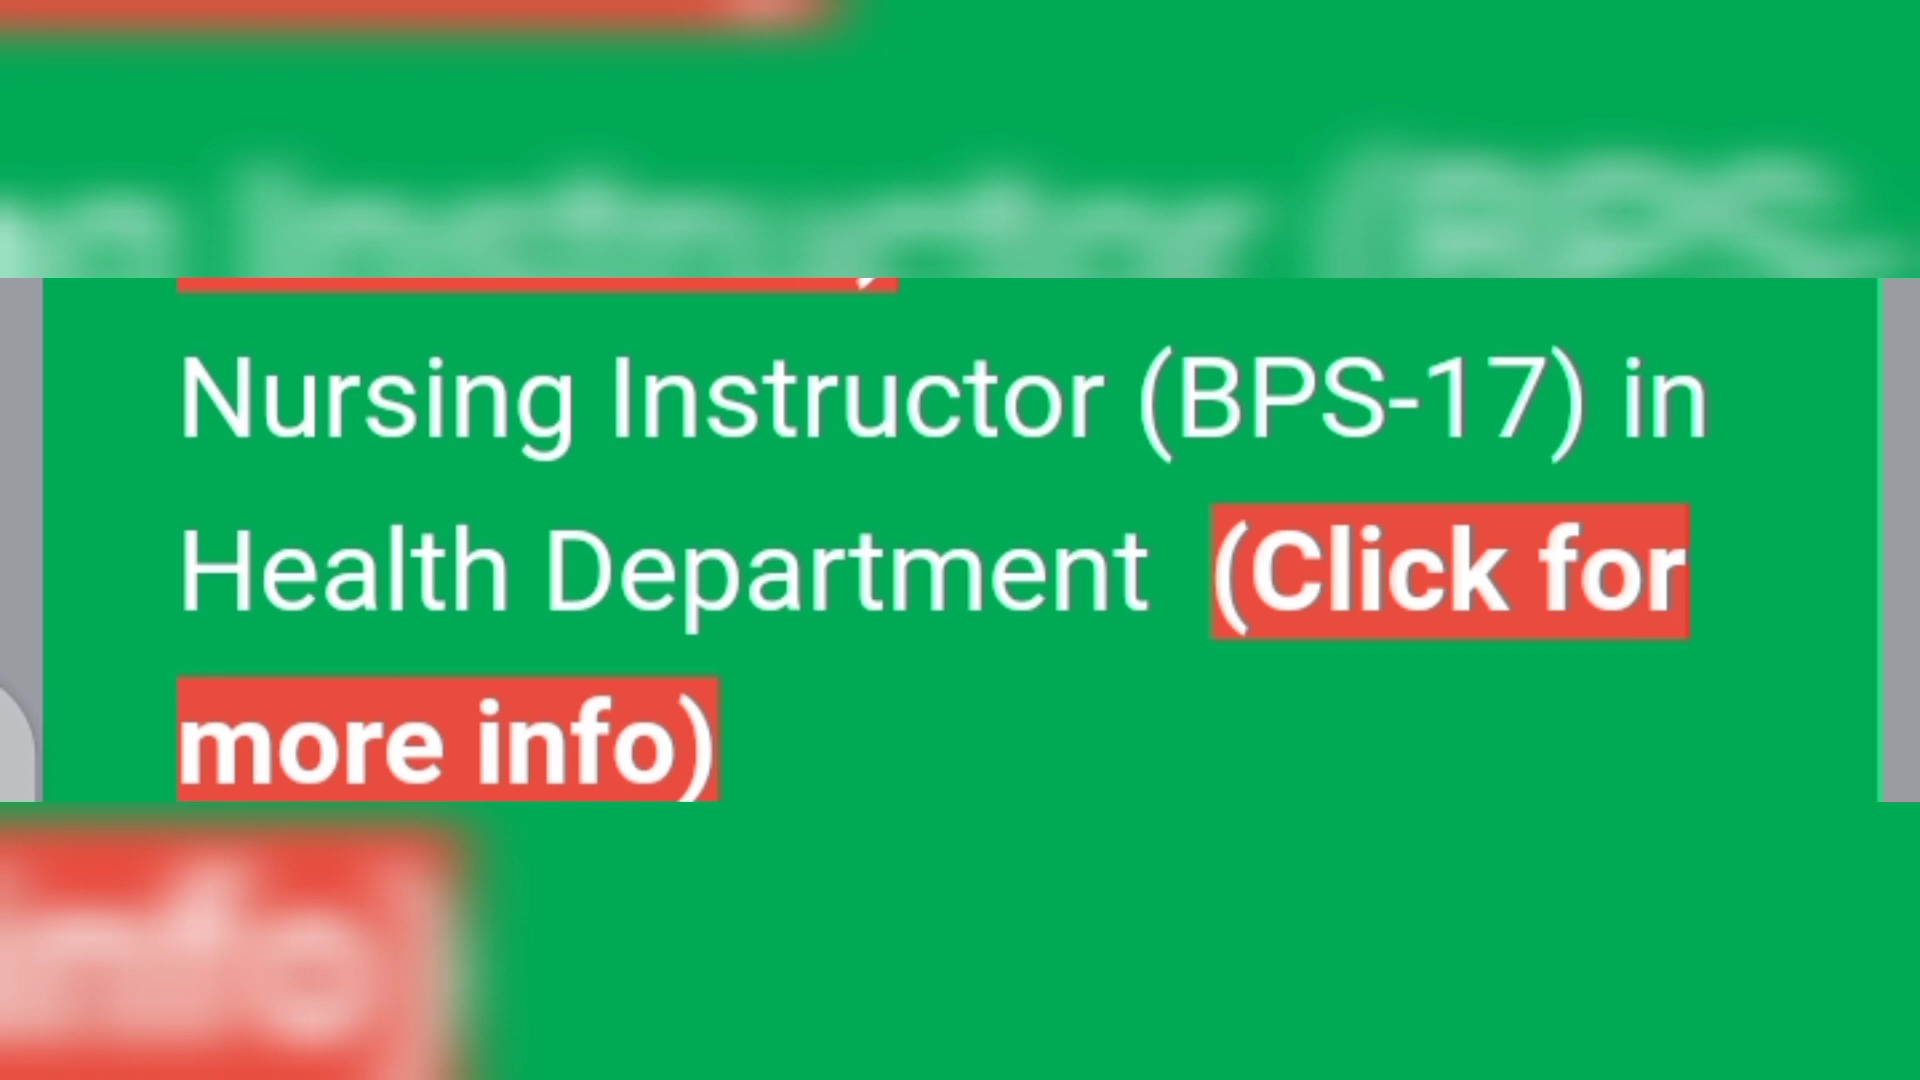 Nursing Instructor (BPS-17) in
Health Department (Click for
more info)